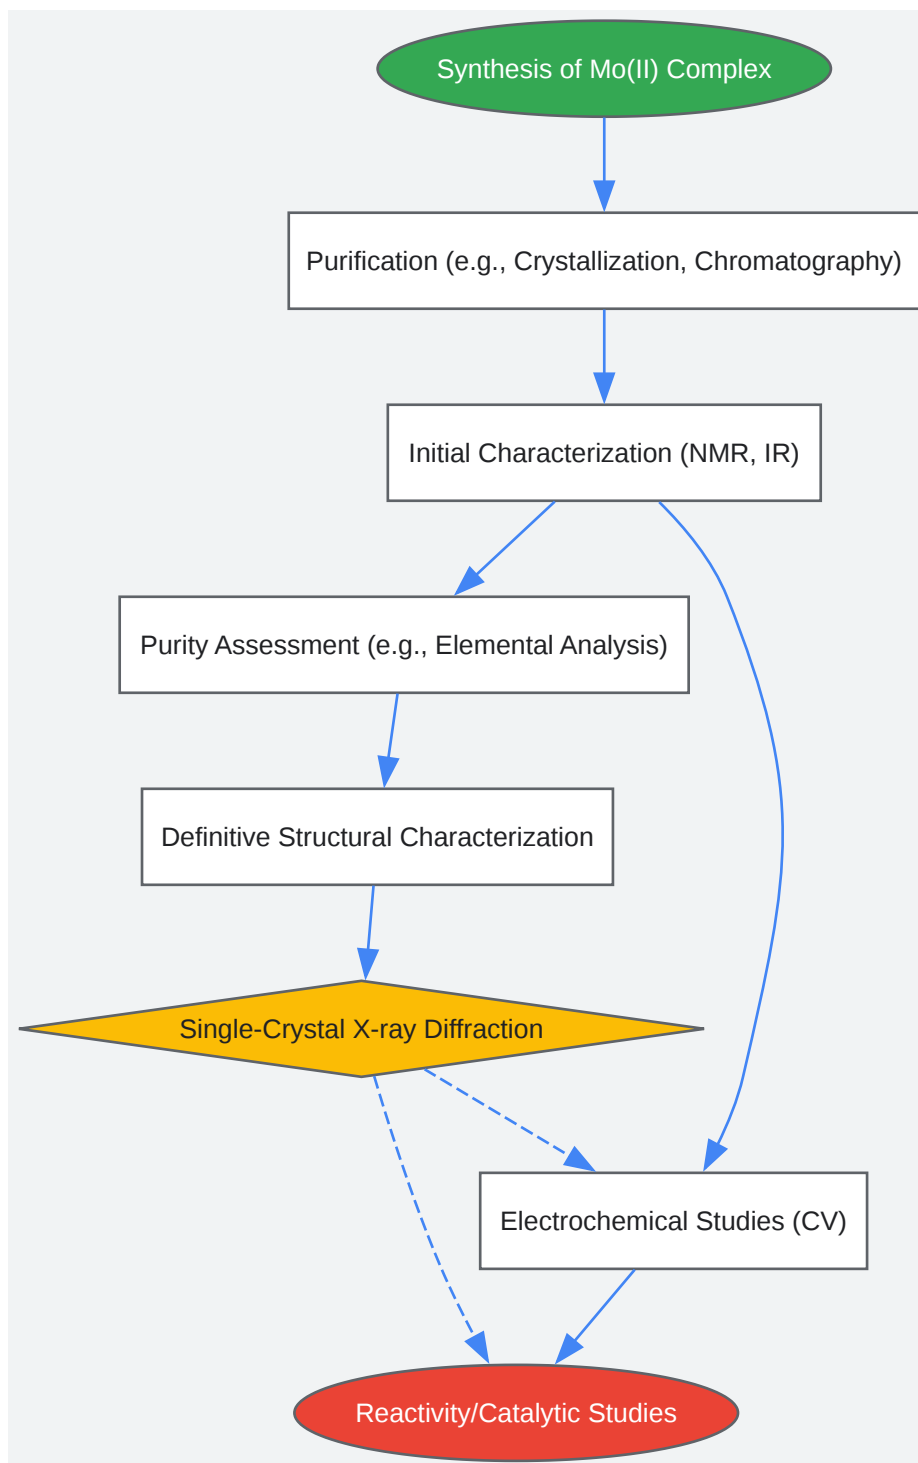 Synthesis of Mo(II) Complex
Purification (e.g., Crystallization, Chromatography)
Initial Characterization (NMR, IR)
Purity Assessment (e.g., Elemental Analysis)
Definitive Structural Characterization
Single-Crystal X-ray Diffraction
Electrochemical Studies (CV)
Reactivity/Catalytic Studies